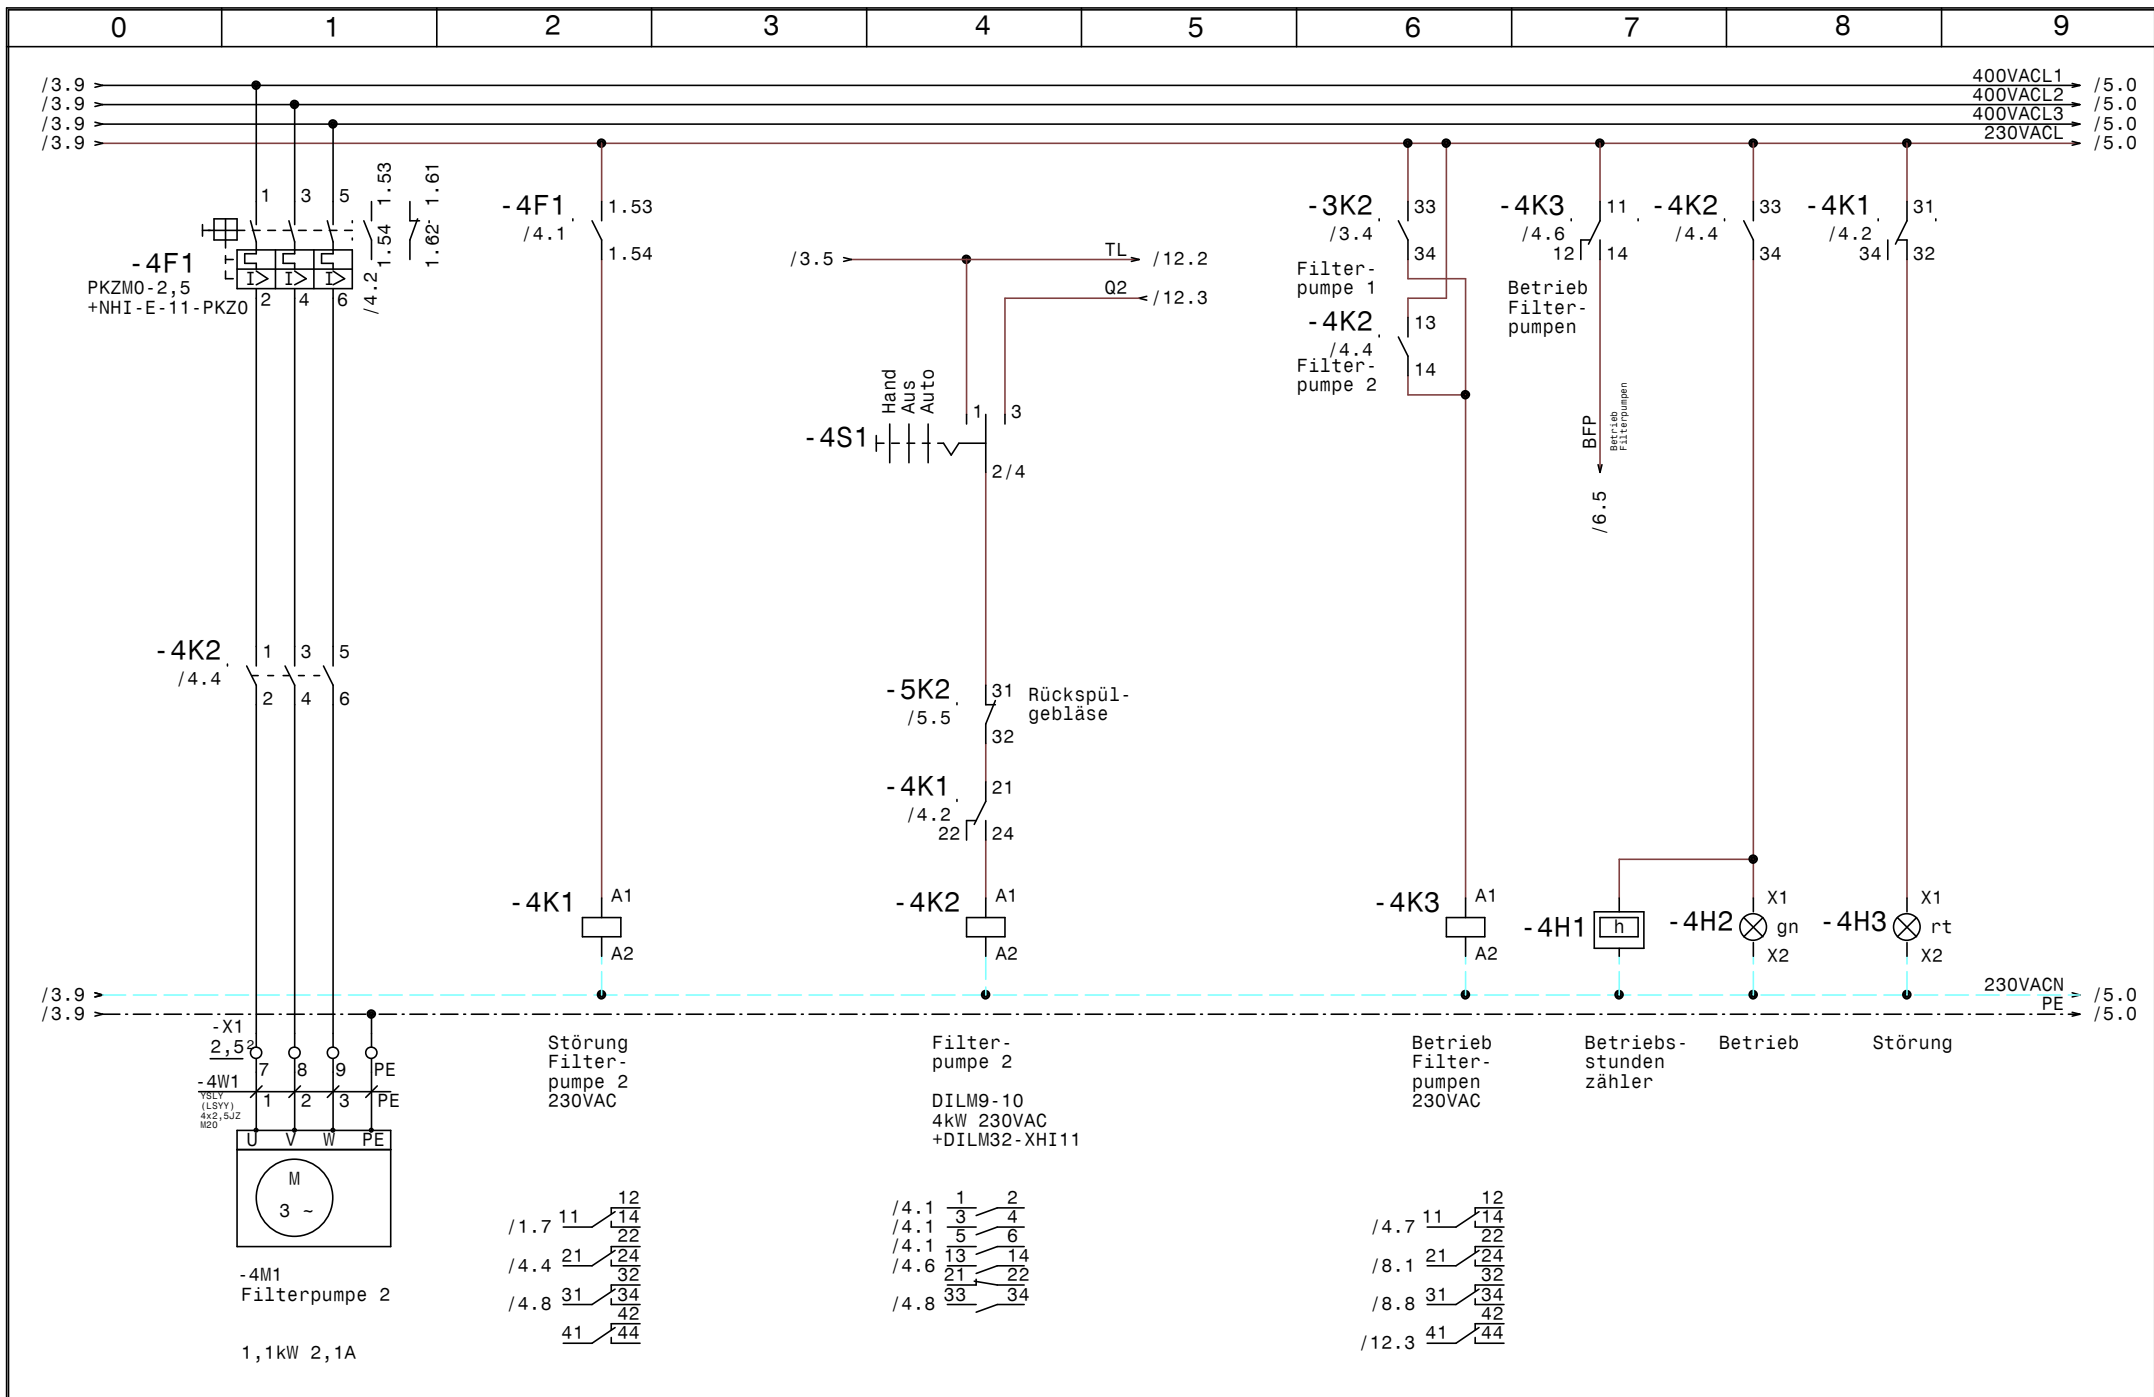 0 1 2 3 4 5 6 7 8 9
/3.9 400VACL1 /5.0
/3.9 400VACL2 /5.0
/3.9 400VACL3 /5.0
/3.9 230VACL /5.0
-4F1
PKZM0-2,5
+NHI-E-11-PKZ0
1 3 5
2 4 6
1.53
1.54
1.61
1.62
/4.2
I> I> I>
-4F1
/4.1
1.53
1.54
/3.5 TL /12.2
Q2 /12.3
-3K2
/3.4
33
34
Filter-
pumpe 1
-4K2
/4.4
13
14
Filter-
pumpe 2
-4K3
/4.6
11
12 14
Betrieb
Filter-
pumpen
BFP
Betrieb
Filterpumpen
/6.5
-4K2
/4.4
33
34
-4K1
/4.2
31
34 32
Hand
Aus
Auto
-4S1
1 3
2/4
-4K2
/4.4
1 3 5
2 4 6
-5K2
/5.5
31
32
Rückspül-
gebläse
-4K1
/4.2
21
22 24
-4K1
A1
A2
-4K2
A1
A2
-4K3
A1
A2
-4H1
h
-4H2
X1
gn
X2
-4H3
X1
rt
X2
/3.9 230VACN /5.0
/3.9 PE /5.0
-X1
2,5²
7 8 9 PE
-4W1
YSLY
(LSYY)
4x2,5JZ
M20
1 2 3 PE
U V W PE
M
3 ~
-4M1
Filterpumpe 2
1,1kW 2,1A
Störung
Filter-
pumpe 2
230VAC
Filter-
pumpe 2
DILM9-10
4kW 230VAC
+DILM32-XHI11
Betrieb
Filter-
pumpen
230VAC
Betriebs-
stunden
zähler
Betrieb
Störung
12
/1.7 11 14
22
/4.4 21 24
32
/4.8 31 34
42
41 44
/4.1 1 2
/4.1 3 4
/4.1 5 6
/4.6 13 14
21 22
/4.8 33 34
12
/4.7 11 14
22
/8.1 21 24
32
/8.8 31 34
42
/12.3 41 44